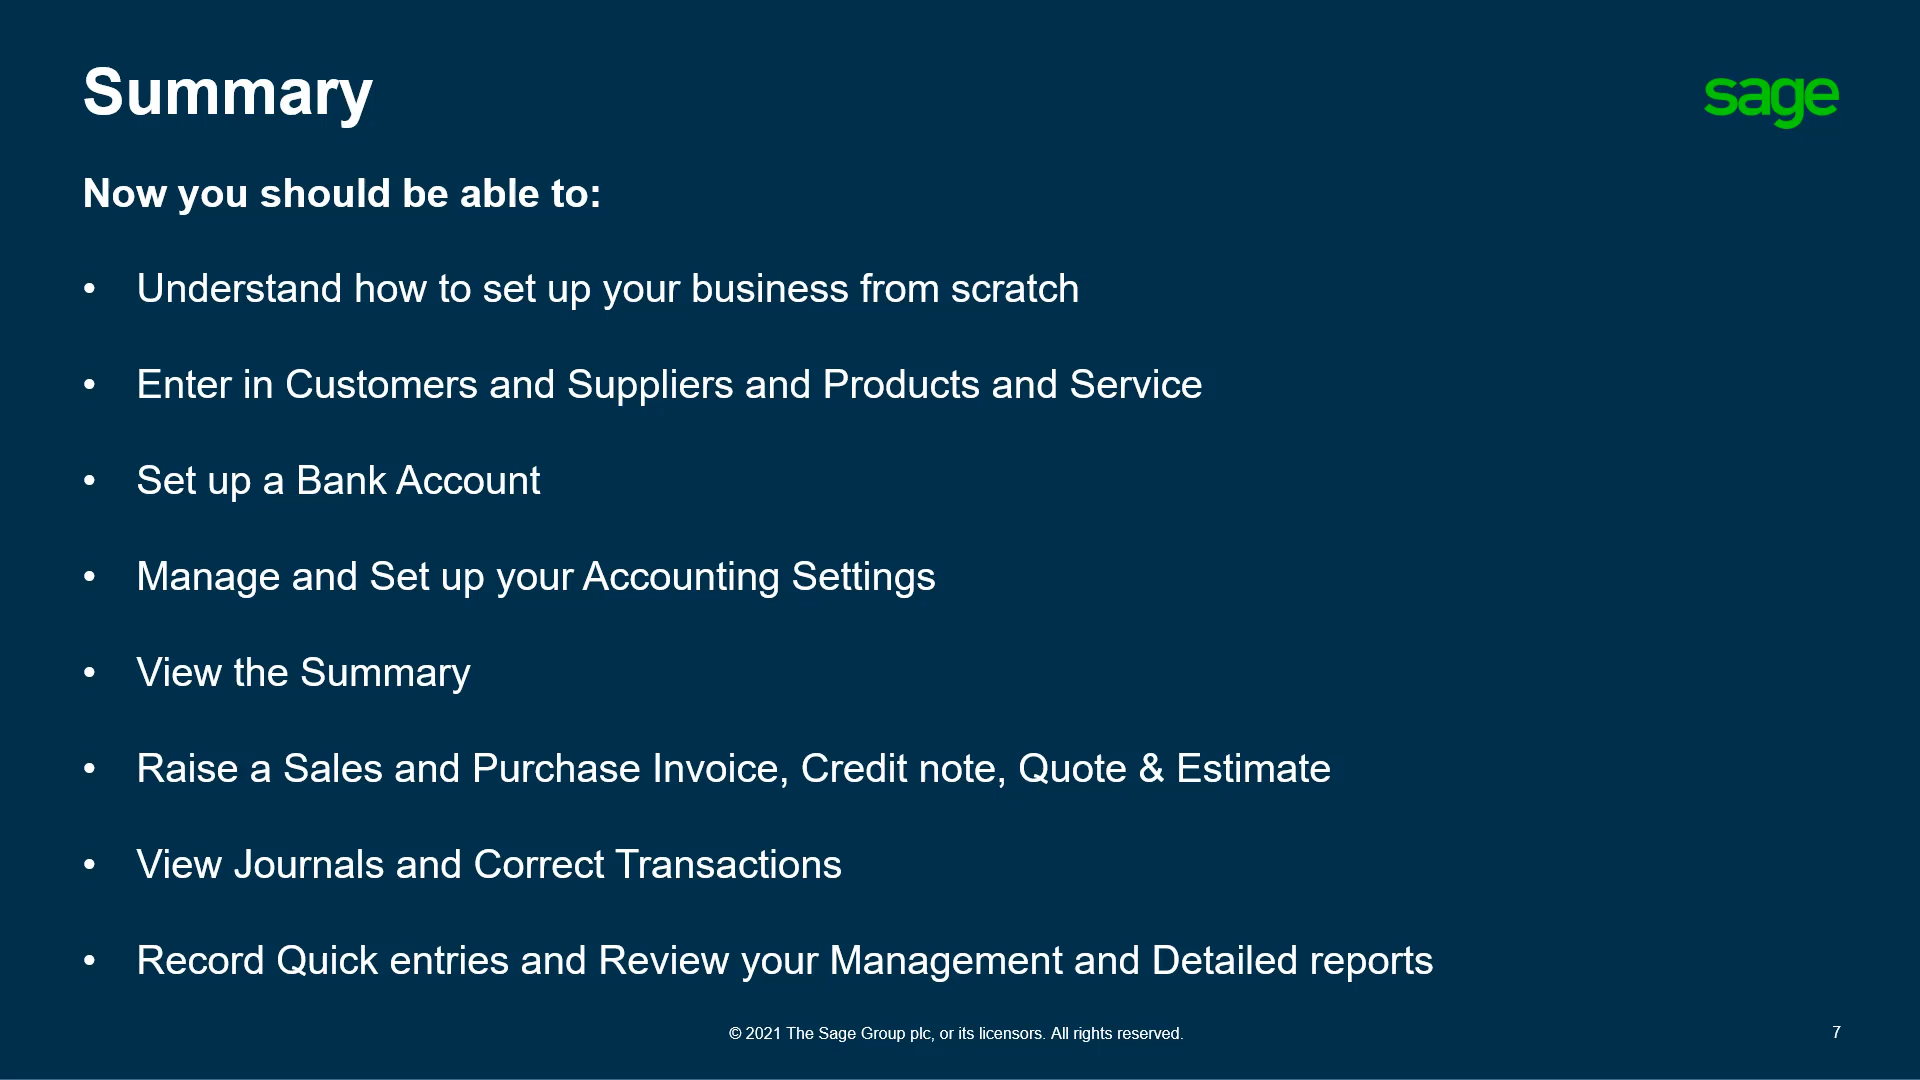 Summary
sage
Now you should be able to:
• Understand how to set up your business from scratch
• Enter in Customers and Suppliers and Products and Service
• Set up a Bank Account
• Manage and Set up your Accounting Settings
• View the Summary
• Raise a Sales and Purchase Invoice, Credit note, Quote & Estimate
• View Journals and Correct Transactions
• Record Quick entries and Review your Management and Detailed reports
© 2021 The Sage Group plc, or its licensors. All rights reserved.
7